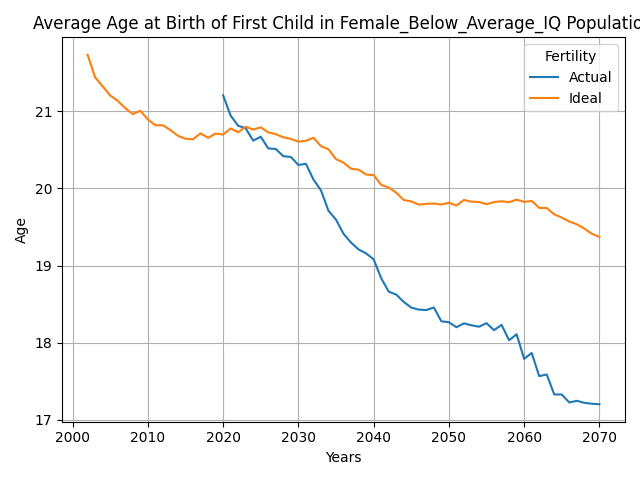 Average Age at Birth of First Child in Female_Below_Average_IQ Populatio
Fertility
Actual
Ideal
Age
21
20
19
18
17
2000 2010 2020 2030 2040 2050 2060 2070
Years